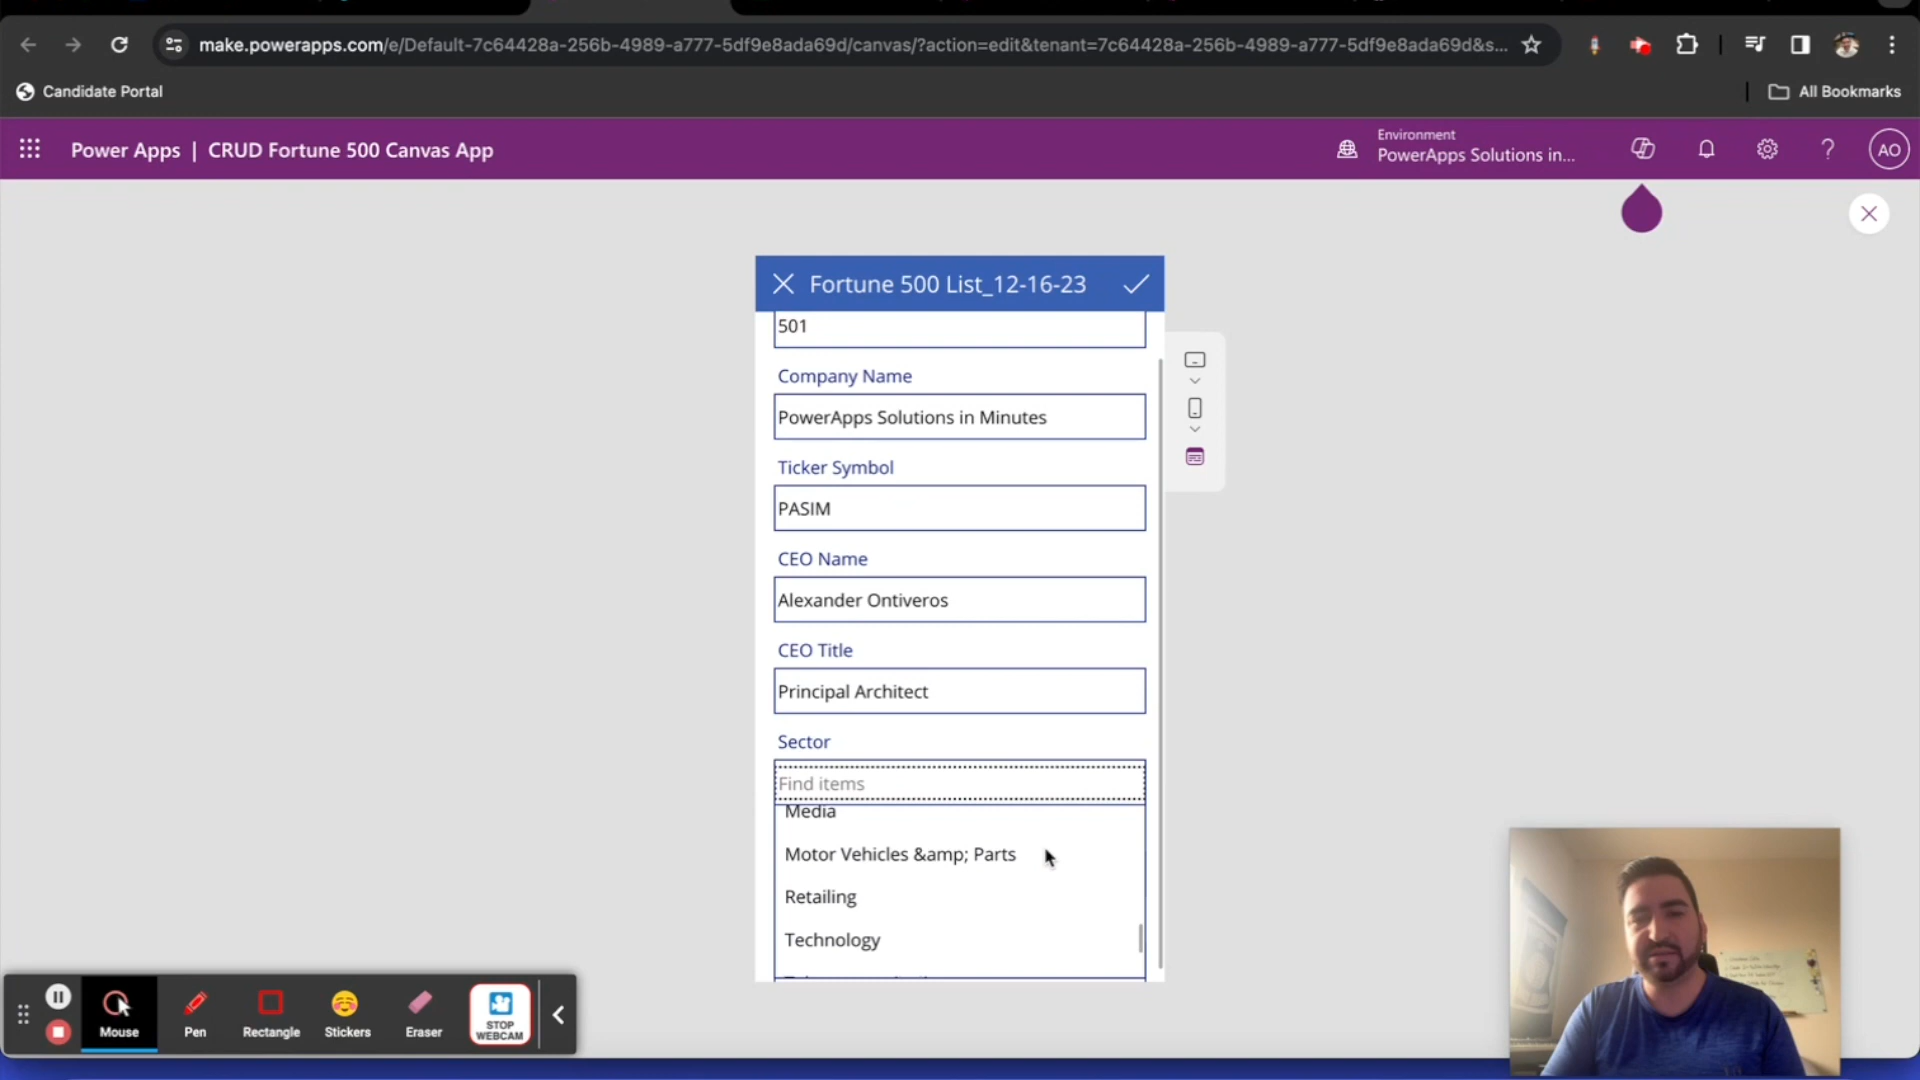 make.powerapps.com/e/Default-7c64428a-256b-4989-a777-5df9e8ada69d/canvas/?action=edit&tenant=7c64428a-256b-4989-a777-5df9e8ada69d&s...
Candidate Portal
All Bookmarks
Power Apps | CRUD Fortune 500 Canvas App
Environment
PowerApps Solutions in...
AO
Fortune 500 List_12-16-23
501
Company Name
PowerApps Solutions in Minutes
Ticker Symbol
PASIM
CEO Name
Alexander Ontiveros
CEO Title
Principal Architect
Sector
Find items
Media
Motor Vehicles &amp; Parts
Retailing
Technology
Mouse
Pen
Rectangle
Stickers
Eraser
STOP
WEBCAM